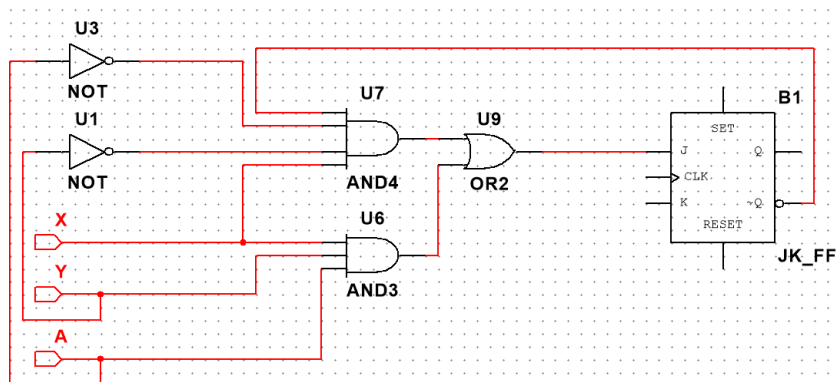 U3
NOT
U1
NOT
U7
AND4
U9
OR2
X
U6
AND3
Y
A
B1
SET
J
Q
CLK
K
~Q
RESET
JK_FF